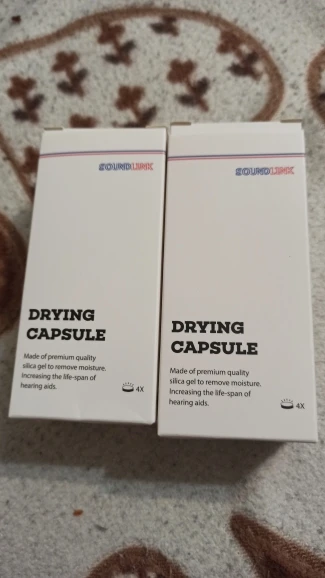 SOUNDLINK
DRYING
CAPSULE
Made of premium quality
silica gel to remove moisture.
Increasing the life-span of
hearing aids.
4X
SOUNDLINK
DRYING
CAPSULE
Made of premium quality
silica gel to remove moisture.
Increasing the life-span of
hearing aids.
4X